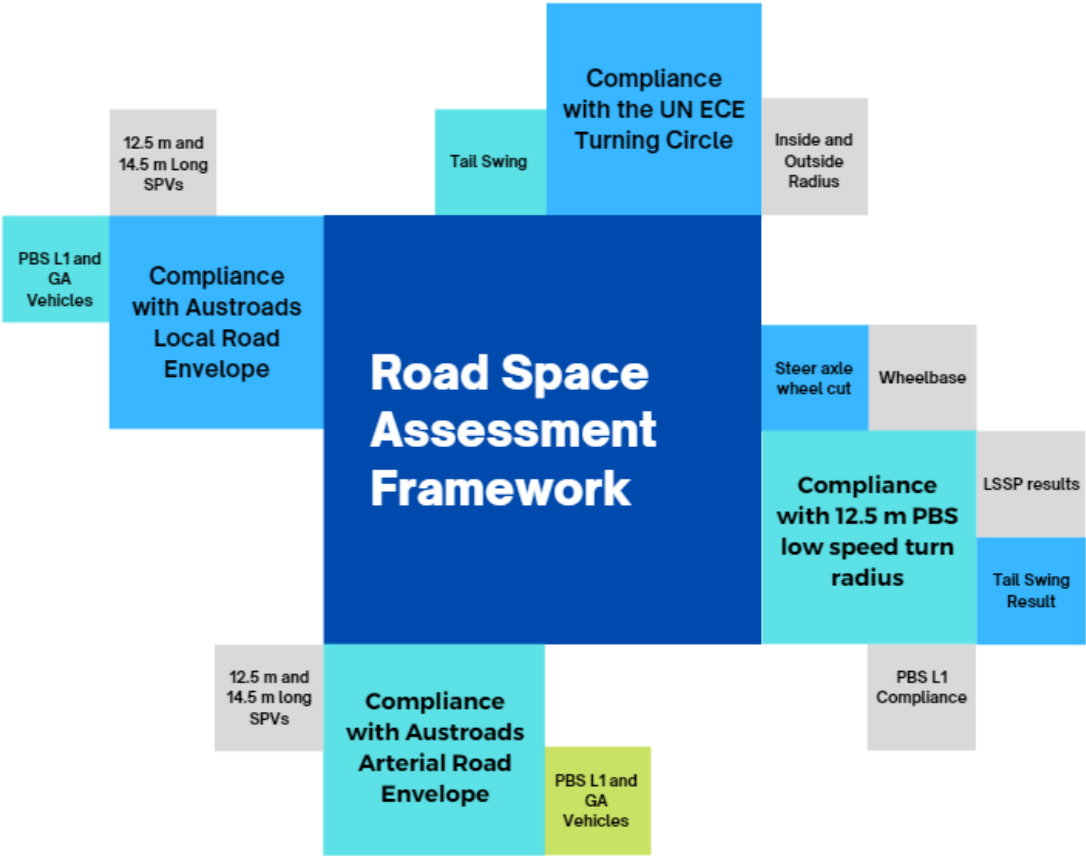 Compliance
with the UN ECE
Turning Circle
Tail Swing
Inside and
Outside
Radius
12.5 m and
14.5 m Long
SPVs
PBS L1 and
GA
Vehicles
Compliance
with Austroads
Local Road
Envelope
Road Space
Assessment
Framework
Steer axle
wheel cut
Wheelbase
Compliance
with 12.5 m PBS
low speed turn
radius
LSSP results
Tail Swing
Result
PBS L1
Compliance
12.5 m and
14.5 m long
SPVs
Compliance
with Austroads
Arterial Road
Envelope
PBS L1 and
GA
Vehicles